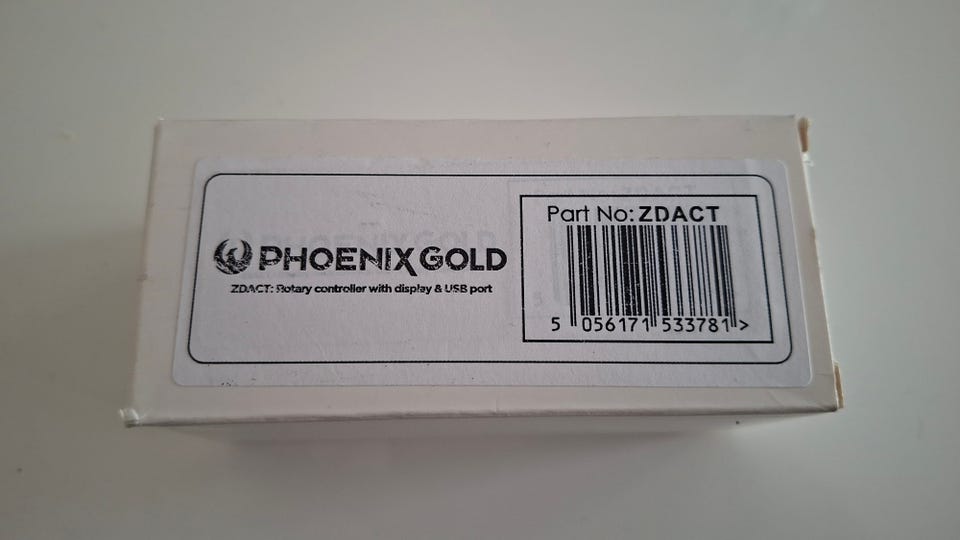 PHOENIX GOLD
ZDACT: Rotary controller with display & USB port
Part No: ZDACT
5 056171 533781 >